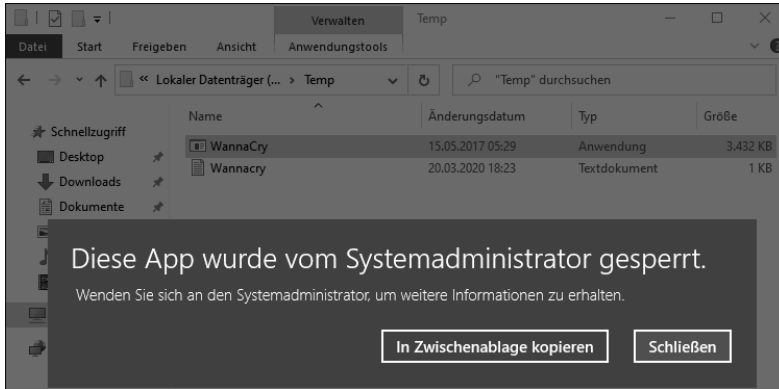 Verwalten
Temp
Datei Start Freigeben Ansicht Anwendungstools
« Lokaler Datenträger (... > Temp
"Temp" durchsuchen
Name Änderungsdatum Typ Größe
Schnellzugriff
Desktop
Downloads
Dokumente
WannaCry 15.05.2017 05:29 Anwendung 3.432 KB
Wannacry 20.03.2020 18:23 Textdokument 1 KB
Diese App wurde vom Systemadministrator gesperrt.
Wenden Sie sich an den Systemadministrator, um weitere Informationen zu erhalten.
In Zwischenablage kopieren
Schließen